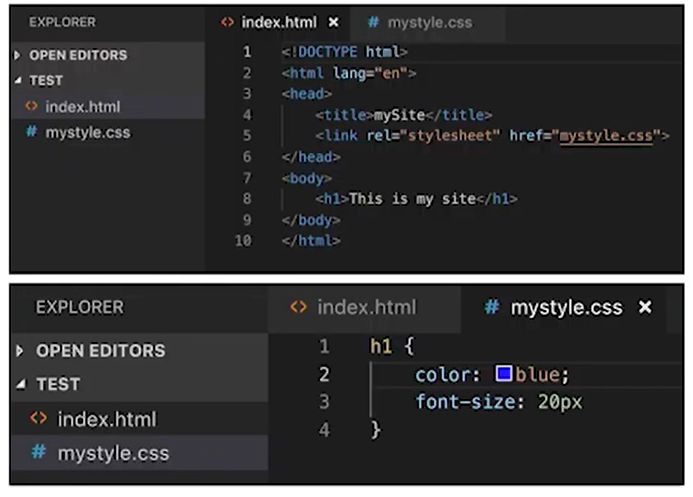 EXPLORER
OPEN EDITORS
TEST
<> index.html
# mystyle.css
<> index.html × # mystyle.css
1 <!DOCTYPE html>
2 <html lang="en">
3 <head>
4 <title>mySite</title>
5 <link rel="stylesheet" href="mystyle.css">
6 </head>
7 <body>
8 <h1>This is my site</h1>
9 </body>
10 </html>
EXPLORER
OPEN EDITORS
TEST
<> index.html
# mystyle.css
<> index.html # mystyle.css ×
1 h1 {
2 color: blue;
3 font-size: 20px
4 }